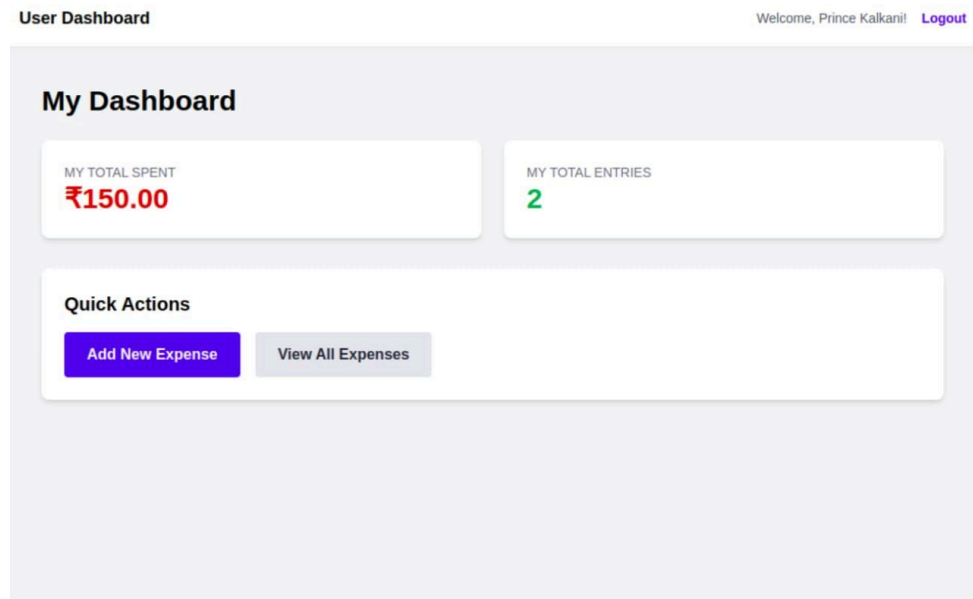 User Dashboard
Welcome, Prince Kalkani! Logout
My Dashboard
MY TOTAL SPENT
₹150.00
MY TOTAL ENTRIES
2
Quick Actions
Add New Expense
View All Expenses